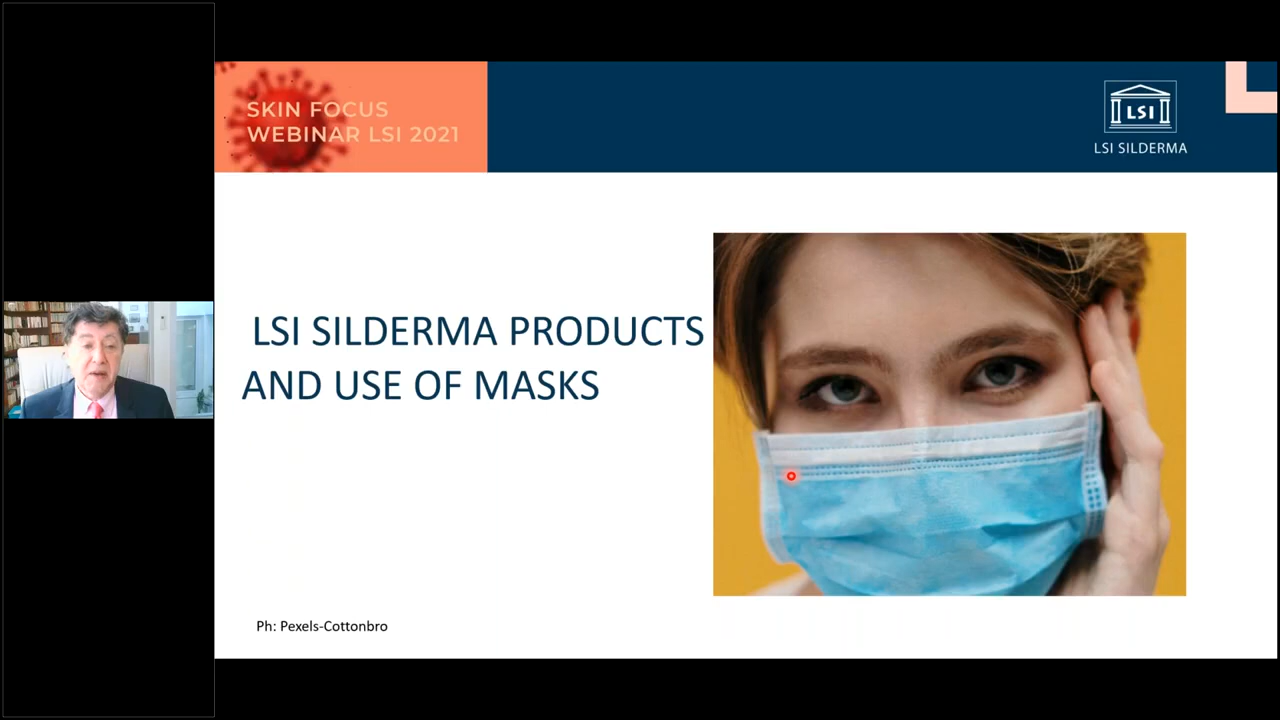 SKIN FOCUS
WEBINAR LSI 2021
LSI
LSI SILDERMA
LSI SILDERMA PRODUCTS
AND USE OF MASKS
Ph: Pexels-Cottonbro